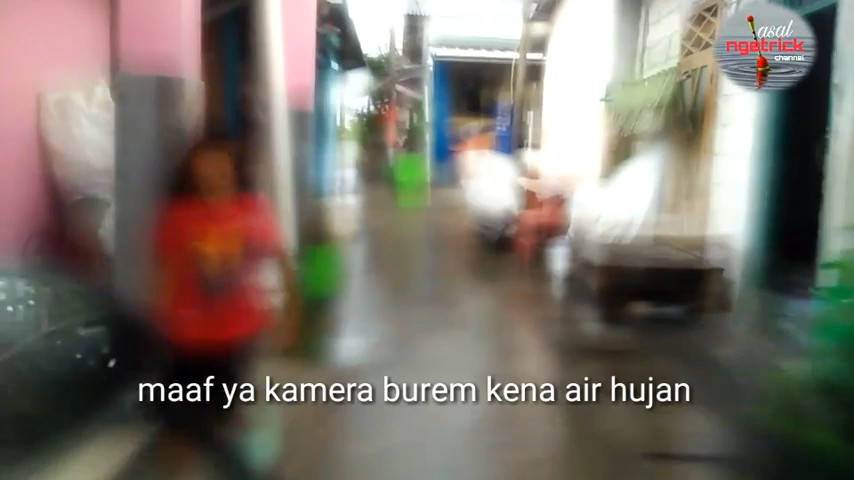 asal
ngetrick
channel
maaf ya kamera burem kena air hujan